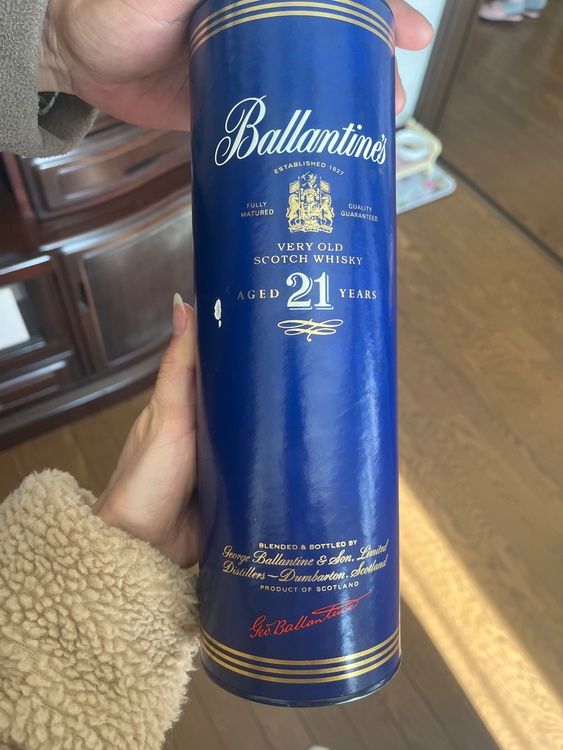 Ballantine's
ESTABLISHED 1827
FULLY MATURED
QUALITY GUARANTEED
VERY OLD
SCOTCH WHISKY
AGED 21 YEARS
BLENDED & BOTTLED BY
George Ballantine & Son, Limited
Distillers—Dumbarton, Scotland
PRODUCT OF SCOTLAND
Geo. Ballantine